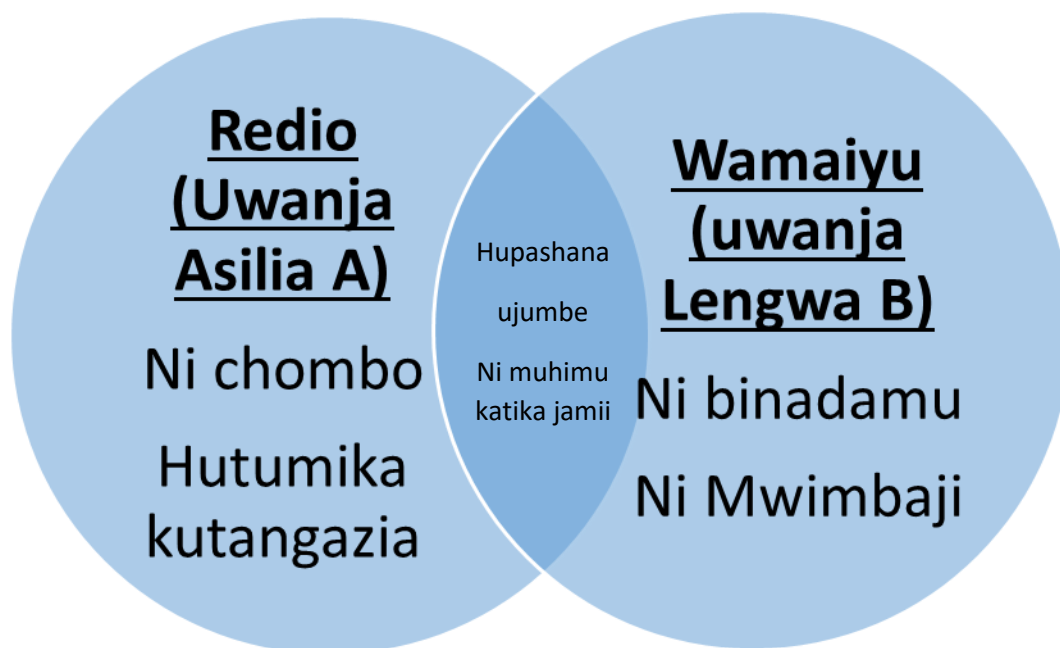 Redio
(Uwanja
Asilia A)
Ni chombo
Hutumika
kutangazia
Hupashana
ujumbe
Ni muhimu
katika jamii
Wamaiyu
(uwanja
Lengwa B)
Ni binadamu
Ni Mwimbaji